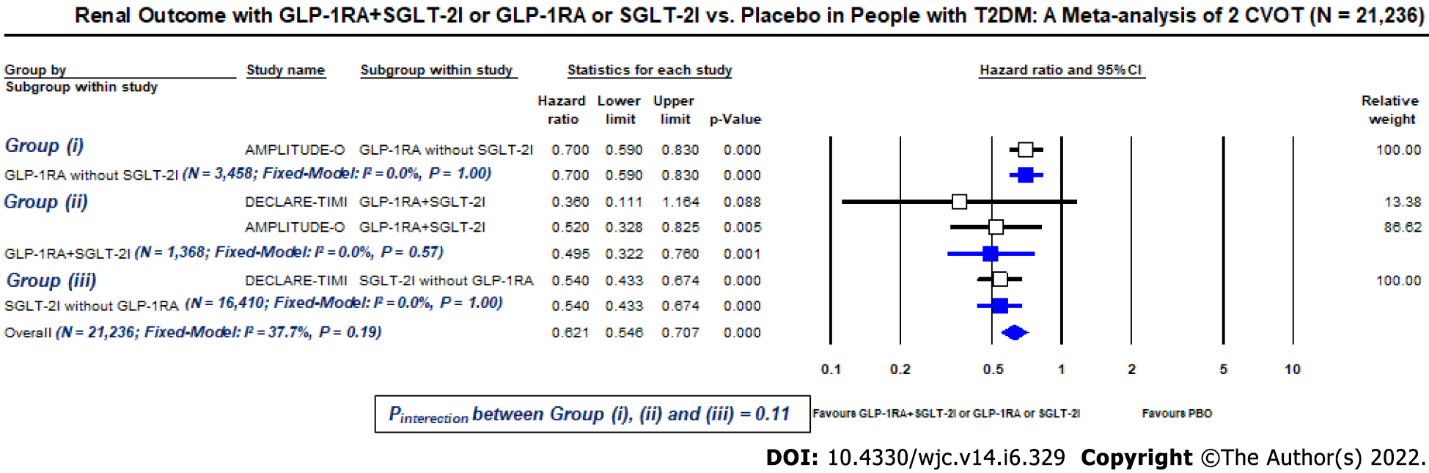 Renal Outcome with GLP-1RA+SGLT-2I or GLP-1RA or SGLT-2I vs. Placebo in People with T2DM: A Meta-analysis of 2 CVOT (N = 21,236)
Group by Study name Subgroup within study Statistics for each study Hazard ratio and 95%CI
Subgroup within study
Hazard Lower Upper Relative
ratio limit limit p-Value weight
Group (i) AMPLITUDE-O GLP-1RA without SGLT-2I 0.700 0.590 0.830 0.000 100.00
GLP-1RA without SGLT-2I (N = 3,458; Fixed-Model: I² = 0.0%, P = 1.00) 0.700 0.590 0.830 0.000
Group (ii) DECLARE-TIMI GLP-1RA+SGLT-2I 0.360 0.111 1.164 0.088 13.38
AMPLITUDE-O GLP-1RA+SGLT-2I 0.520 0.328 0.825 0.005 86.62
GLP-1RA+SGLT-2I (N = 1,368; Fixed-Model: I² = 0.0%, P = 0.57) 0.495 0.322 0.760 0.001
Group (iii) DECLARE-TIMI SGLT-2I without GLP-1RA 0.540 0.433 0.674 0.000 100.00
SGLT-2I without GLP-1RA (N = 16,410; Fixed-Model: I² = 0.0%, P = 1.00) 0.540 0.433 0.674 0.000
Overall (N = 21,236; Fixed-Model: I² = 37.7%, P = 0.19) 0.621 0.546 0.707 0.000
0.1 0.2 0.5 1 2 5 10
P interection between Group (i), (ii) and (iii) = 0.11 Favours GLP-1RA+SGLT-2I or GLP-1RA or SGLT-2I Favours PBO
DOI: 10.4330/wjc.v14.i6.329 Copyright ©The Author(s) 2022.